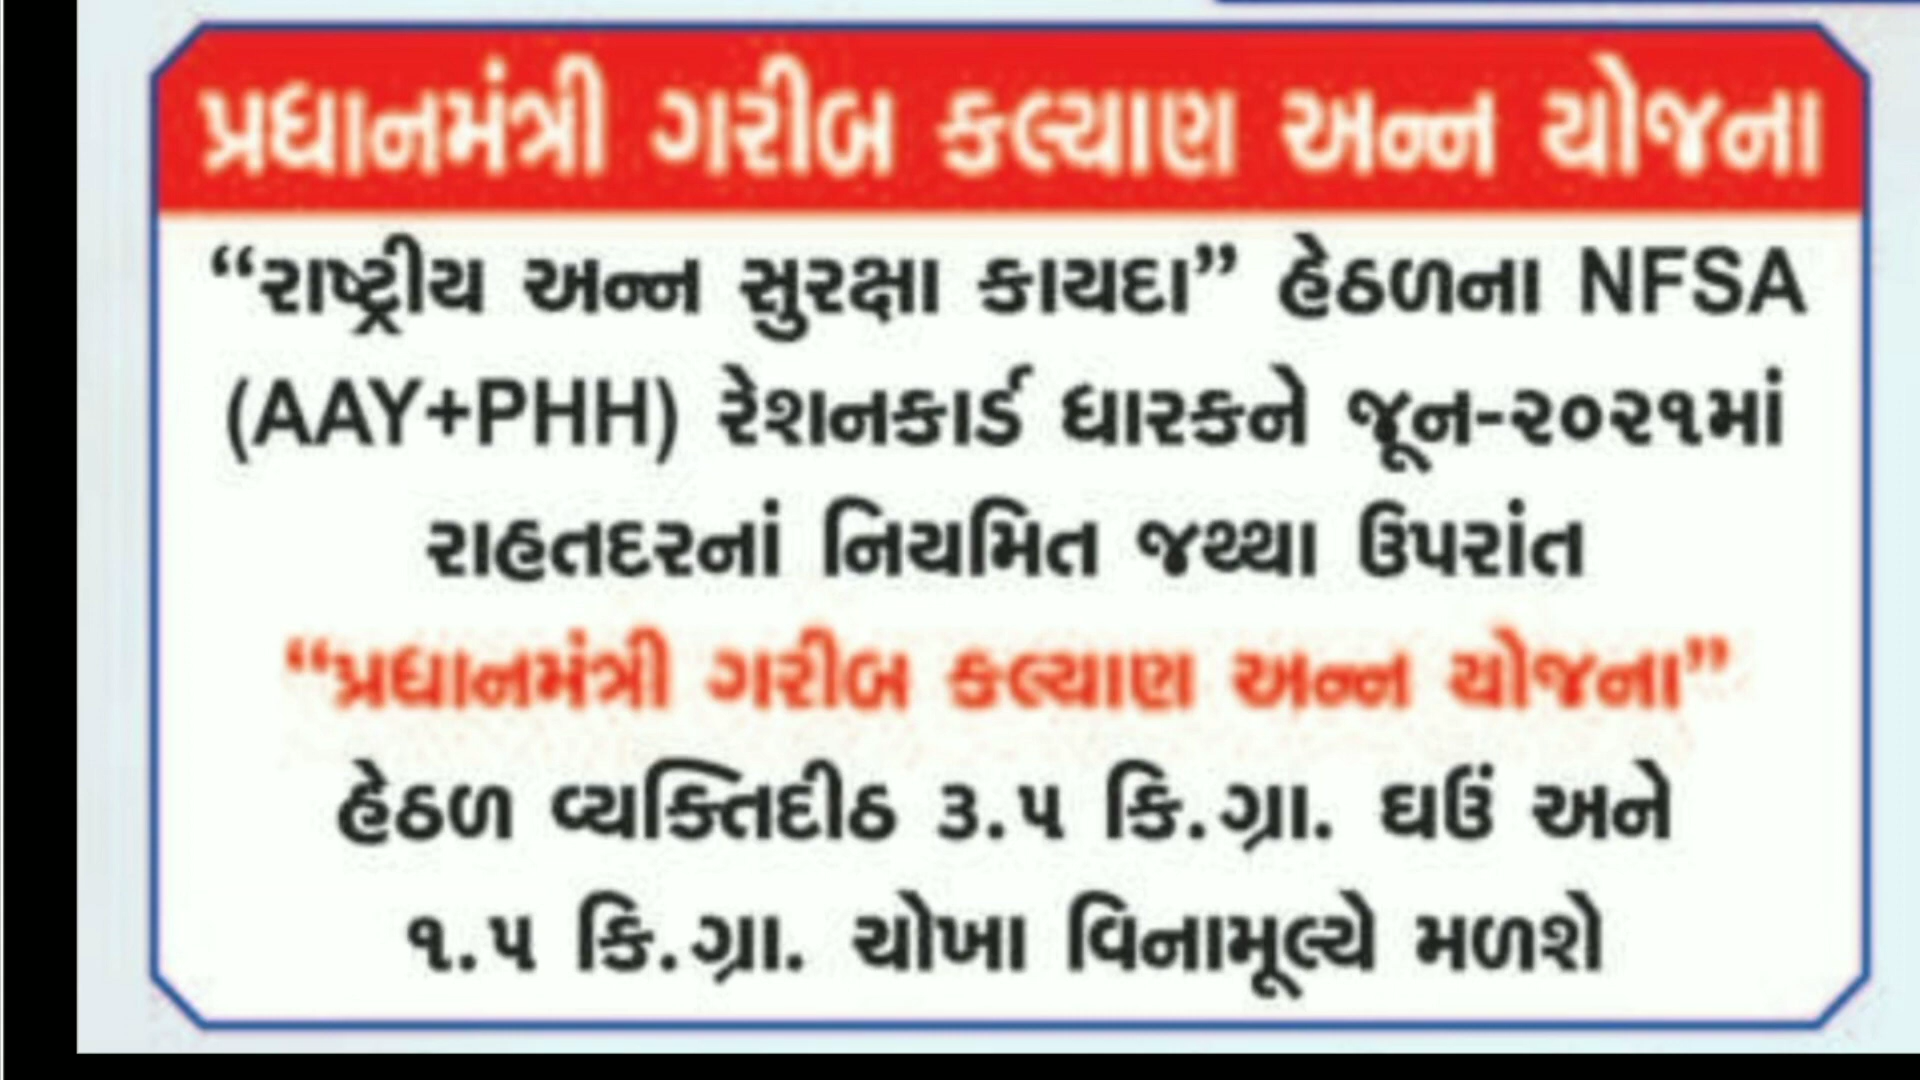 પ્રધાનમંત્રી ગરીબ કલ્યાણ અન્ન યોજના
“રાષ્ટ્રીય અન્ન સુરક્ષા કાયદા” હેઠળના NFSA
(AAY+PHH) રેશનકાર્ડ ધારકને જૂન-૨૦૨૧માં
રાહતદરનાં નિયમિત જથ્થા ઉપરાંત
“પ્રધાનમંત્રી ગરીબ કલ્યાણ અન્ન યોજના”
હેઠળ વ્યક્તિદીઠ ૩.૫ કિ.ગ્રા. ઘઉં અને
૧.૫ કિ.ગ્રા. ચોખા વિનામૂલ્યે મળશે